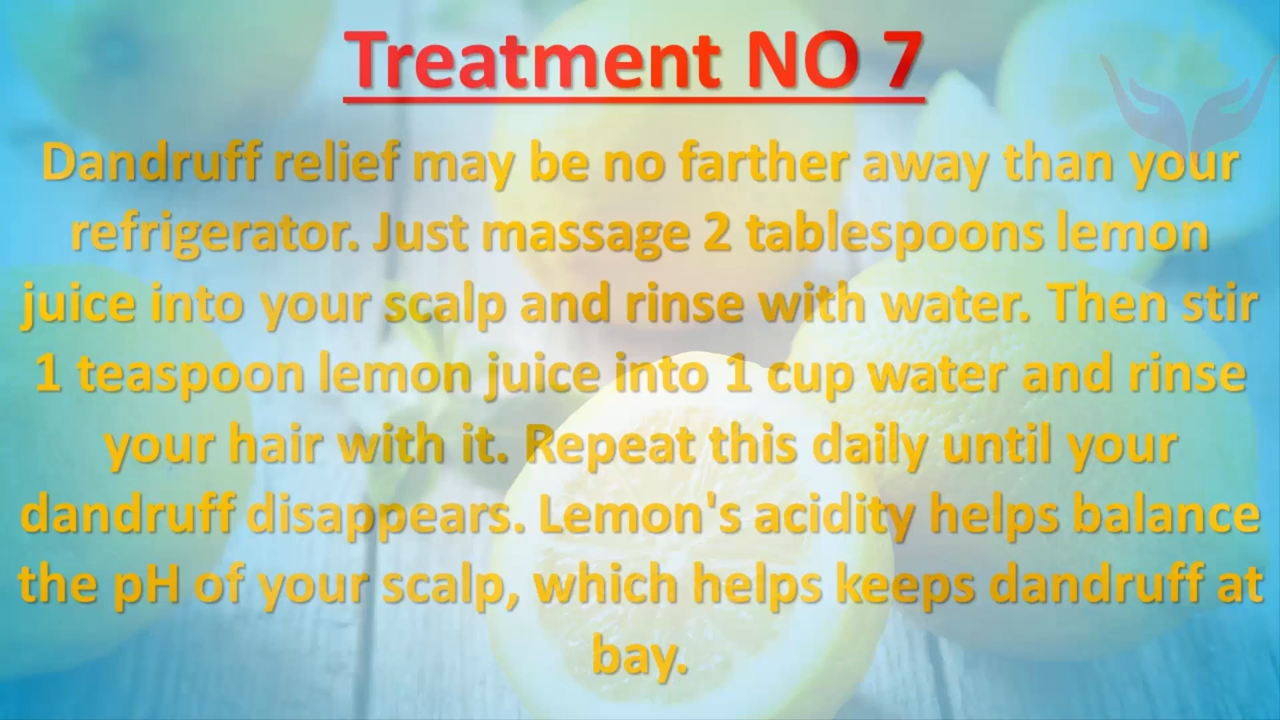 Treatment NO 7
Dandruff relief may be no farther away than your
refrigerator. Just massage 2 tablespoons lemon
juice into your scalp and rinse with water. Then stir
1 teaspoon lemon juice into 1 cup water and rinse
your hair with it. Repeat this daily until your
dandruff disappears. Lemon's acidity helps balance
the pH of your scalp, which helps keeps dandruff at
bay.